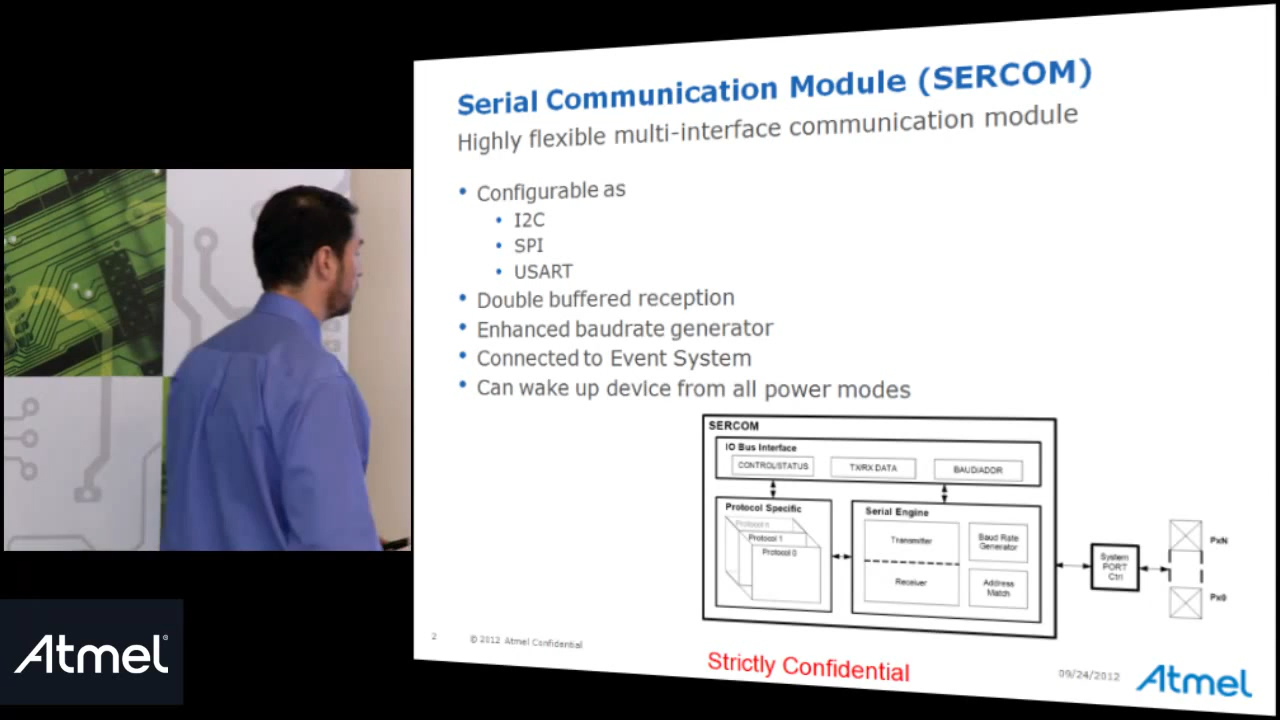 Serial Communication Module (SERCOM)
Highly flexible multi-interface communication module
• Configurable as
• I2C
• SPI
• USART
• Double buffered reception
• Enhanced baudrate generator
• Connected to Event System
• Can wake up device from all power modes
SERCOM
IO Bus Interface
CONTROL/STATUS
TX/RX DATA
BAUD/ADDR
Protocol Specific
Protocol n
Protocol 1
Protocol 0
Serial Engine
Transmitter
Receiver
Baud Rate
Generator
Address
Match
System
PORT
Ctrl
PxN
Px0
2
© 2012 Atmel Confidential
Strictly Confidential
09/24/2012
Atmel
Atmel®